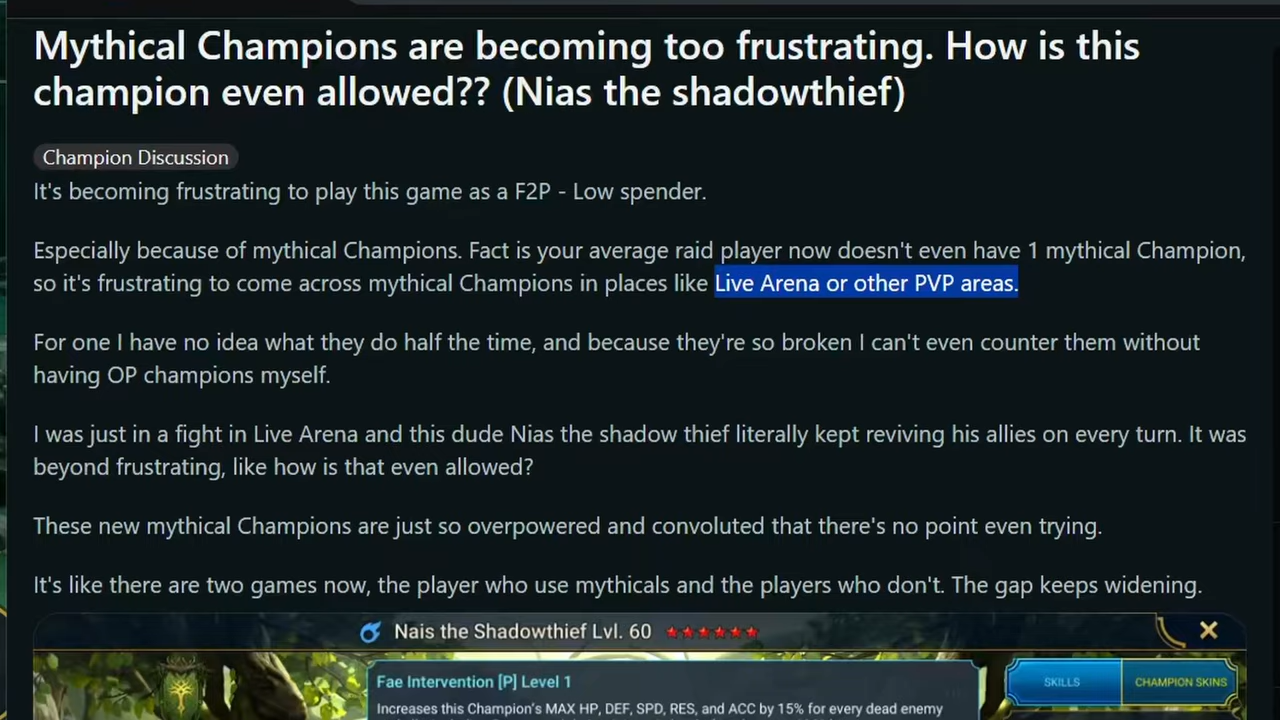 Mythical Champions are becoming too frustrating. How is this
champion even allowed?? (Nias the shadowthief)
Champion Discussion
It's becoming frustrating to play this game as a F2P - Low spender.
Especially because of mythical Champions. Fact is your average raid player now doesn't even have 1 mythical Champion,
so it's frustrating to come across mythical Champions in places like Live Arena or other PVP areas.
For one I have no idea what they do half the time, and because they're so broken I can't even counter them without
having OP champions myself.
I was just in a fight in Live Arena and this dude Nias the shadow thief literally kept reviving his allies on every turn. It was
beyond frustrating, like how is that even allowed?
These new mythical Champions are just so overpowered and convoluted that there's no point even trying.
It's like there are two games now, the player who use mythicals and the players who don't. The gap keeps widening.
Nais the Shadowthief Lvl. 60
Fae Intervention [P] Level 1
SKILLS
CHAMPION SKINS
Increases this Champion's MAX HP, DEF, SPD, RES, and ACC by 15% for every dead enemy